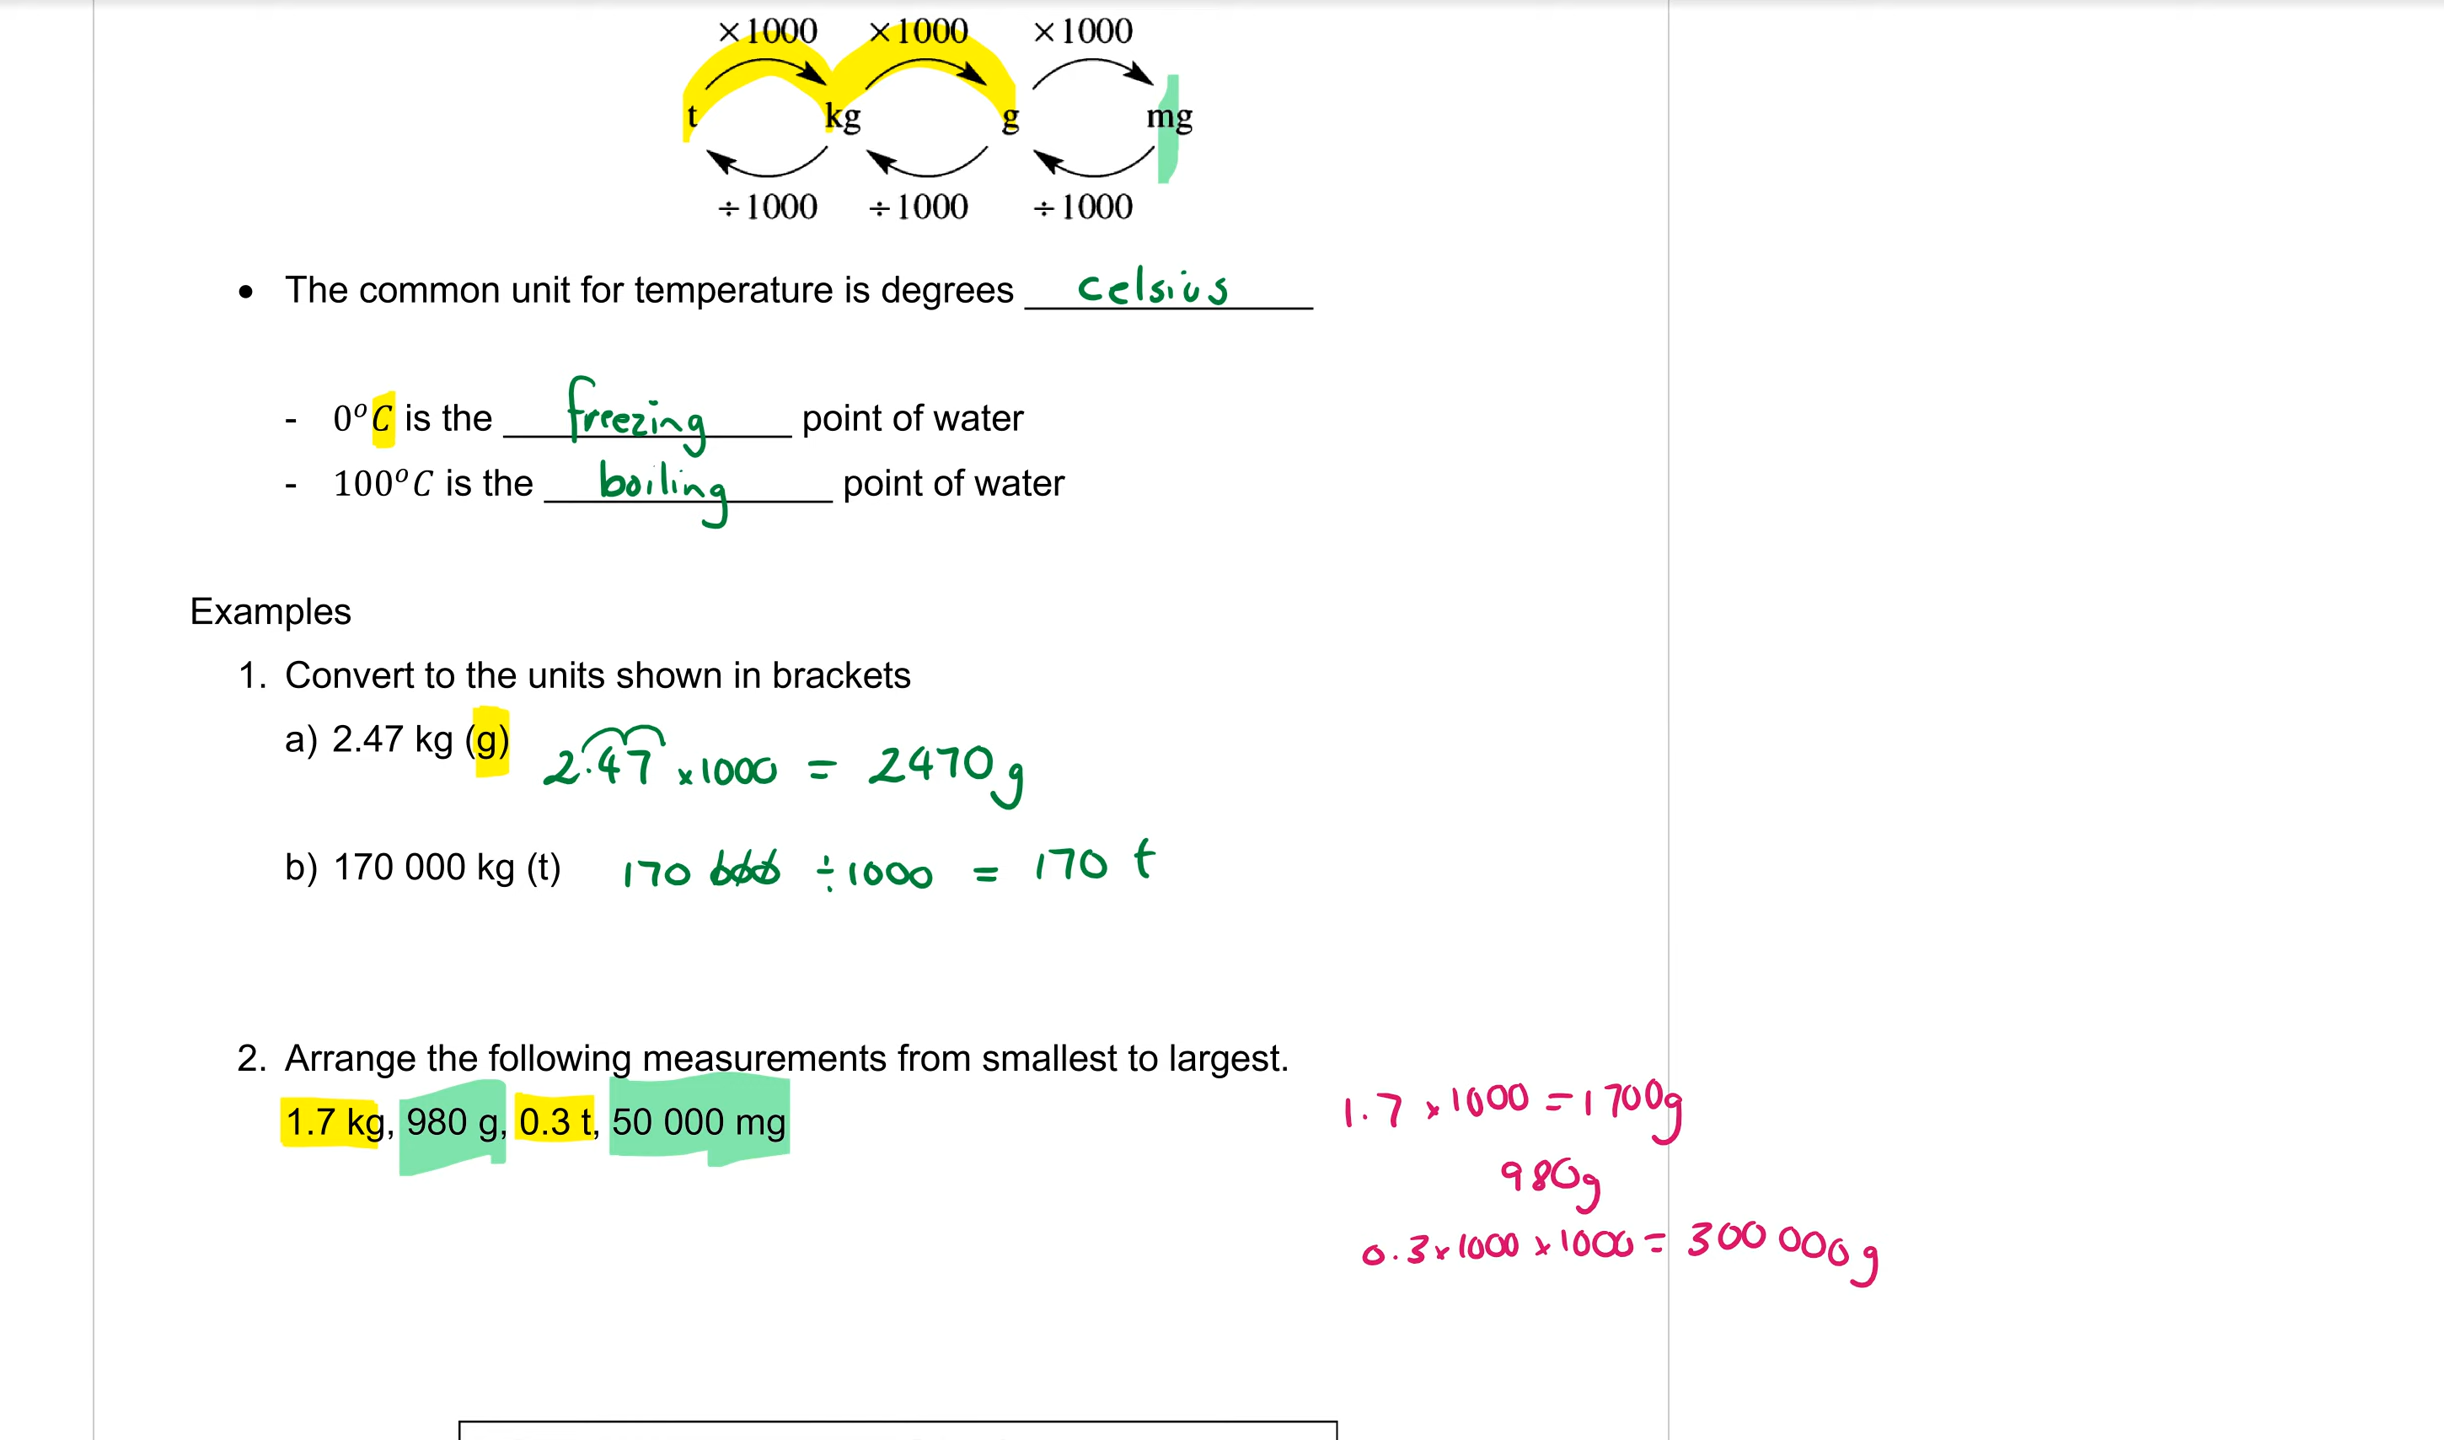 ×1000 ×1000 ×1000
t kg g mg
÷1000 ÷1000 ÷1000
• The common unit for temperature is degrees celsius
- 0°C is the freezing point of water
- 100°C is the boiling point of water
Examples
1. Convert to the units shown in brackets
a) 2.47 kg (g) 2.47 ×1000 = 2470 g
b) 170 000 kg (t) 170 000 ÷1000 = 170 t
2. Arrange the following measurements from smallest to largest.
1.7 kg, 980 g, 0.3 t, 50 000 mg
1.7 ×1000 = 1700g
980g
0.3×1000 ×1000 = 300 000g